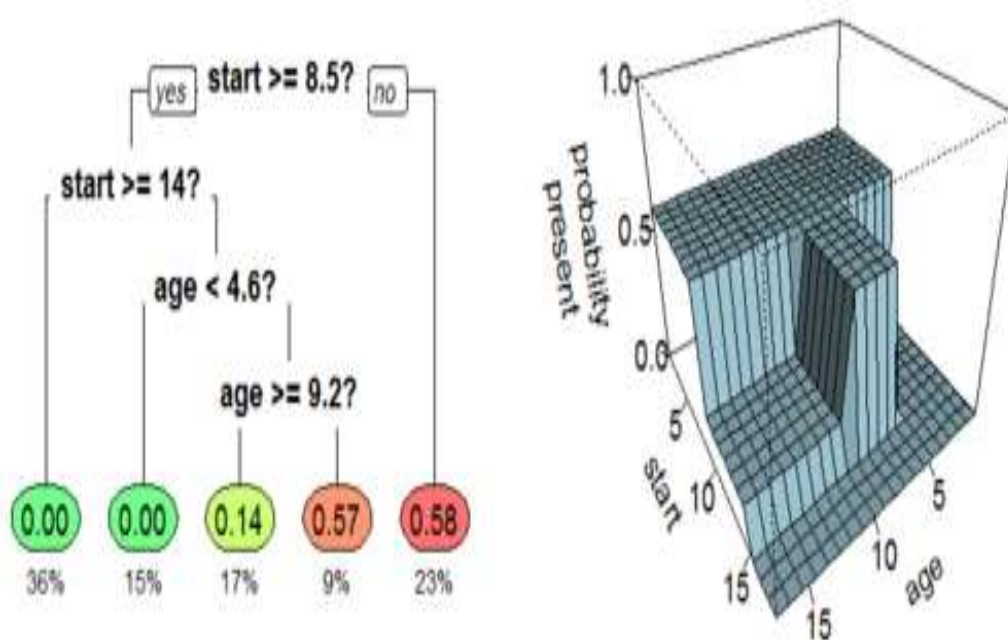 yes start >= 8.5? no
start >= 14?
age < 4.6?
age >= 9.2?
0.00 0.00 0.14 0.57 0.58
36% 15% 17% 9% 23%
1.0
0.5
0.0
probability
present
5
10
15
start
5
10
15
age